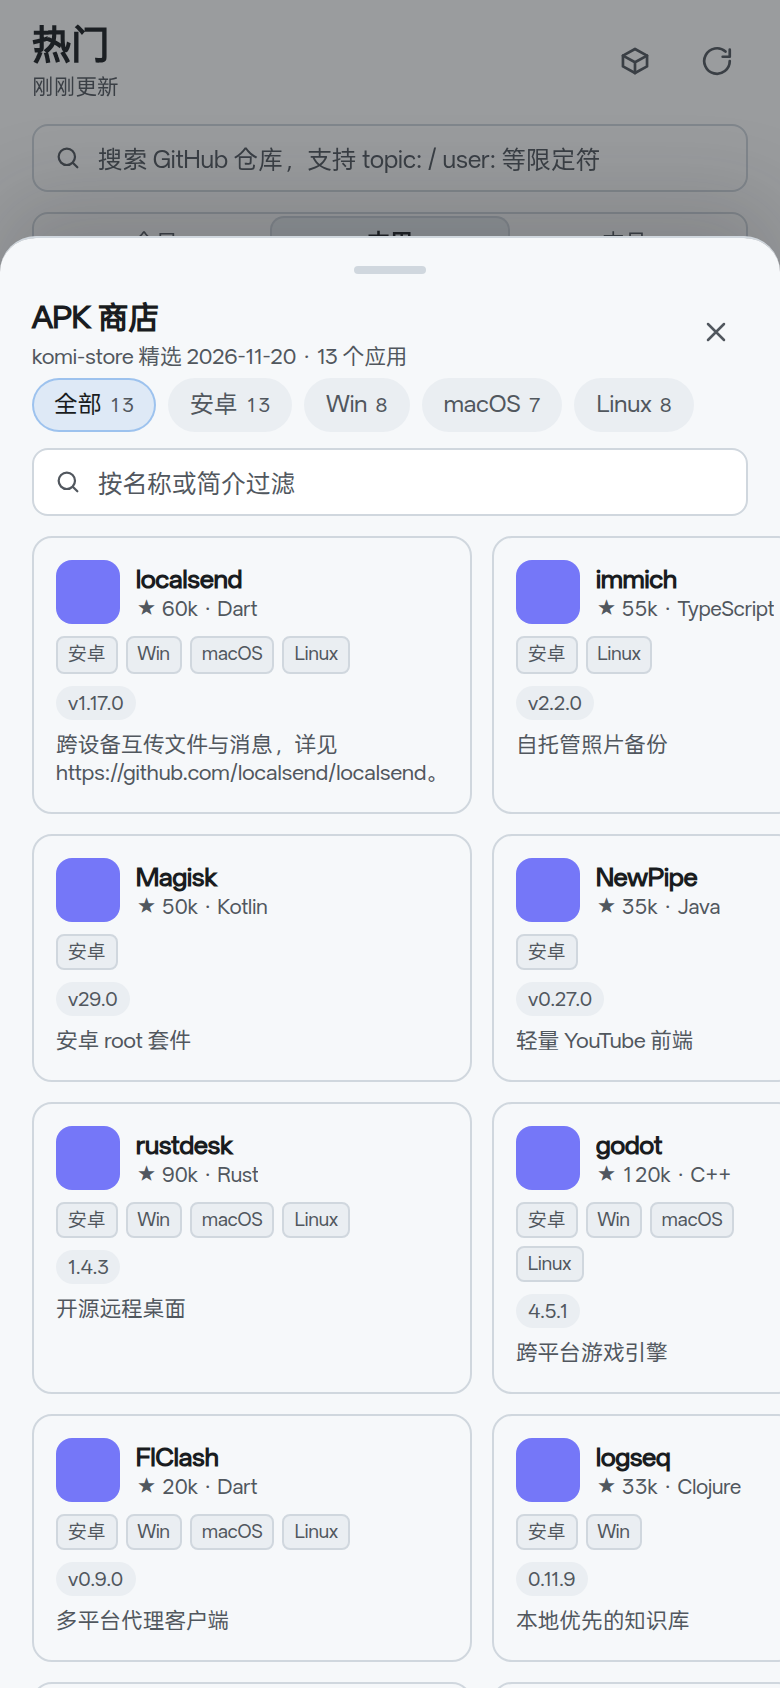 热门
刚刚更新
搜索 GitHub 仓库，支持 topic: / user: 等限定符
APK 商店
komi-store 精选 2026-11-20 · 13 个应用
全部 13
安卓 13
Win 8
macOS 7
Linux 8
按名称或简介过滤
localsend
★ 60k · Dart
安卓 Win macOS Linux
v1.17.0
跨设备互传文件与消息，详见
https://github.com/localsend/localsend。
immich
★ 55k · TypeScript
安卓 Linux
v2.2.0
自托管照片备份
Magisk
★ 50k · Kotlin
安卓
v29.0
安卓 root 套件
NewPipe
★ 35k · Java
安卓
v0.27.0
轻量 YouTube 前端
rustdesk
★ 90k · Rust
安卓 Win macOS Linux
1.4.3
开源远程桌面
godot
★ 120k · C++
安卓 Win macOS
Linux
4.5.1
跨平台游戏引擎
FlClash
★ 20k · Dart
安卓 Win macOS Linux
v0.9.0
多平台代理客户端
logseq
★ 33k · Clojure
安卓 Win
0.11.9
本地优先的知识库